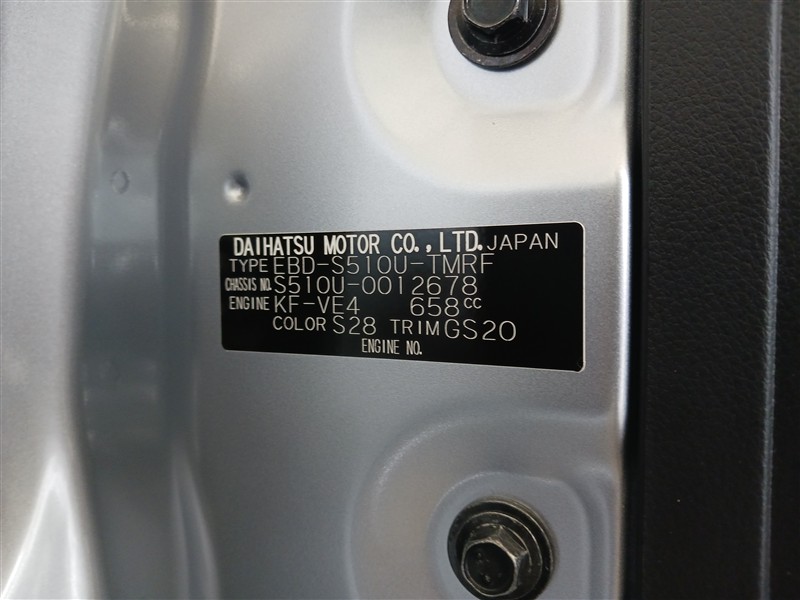 DAIHATSU MOTOR CO., LTD. JAPAN
TYPE EBD-S510U-TMRF
CHASSIS NO. S510U-0012678
ENGINE KF-VE4 658CC
COLOR S28 TRIM GS20
ENGINE NO.